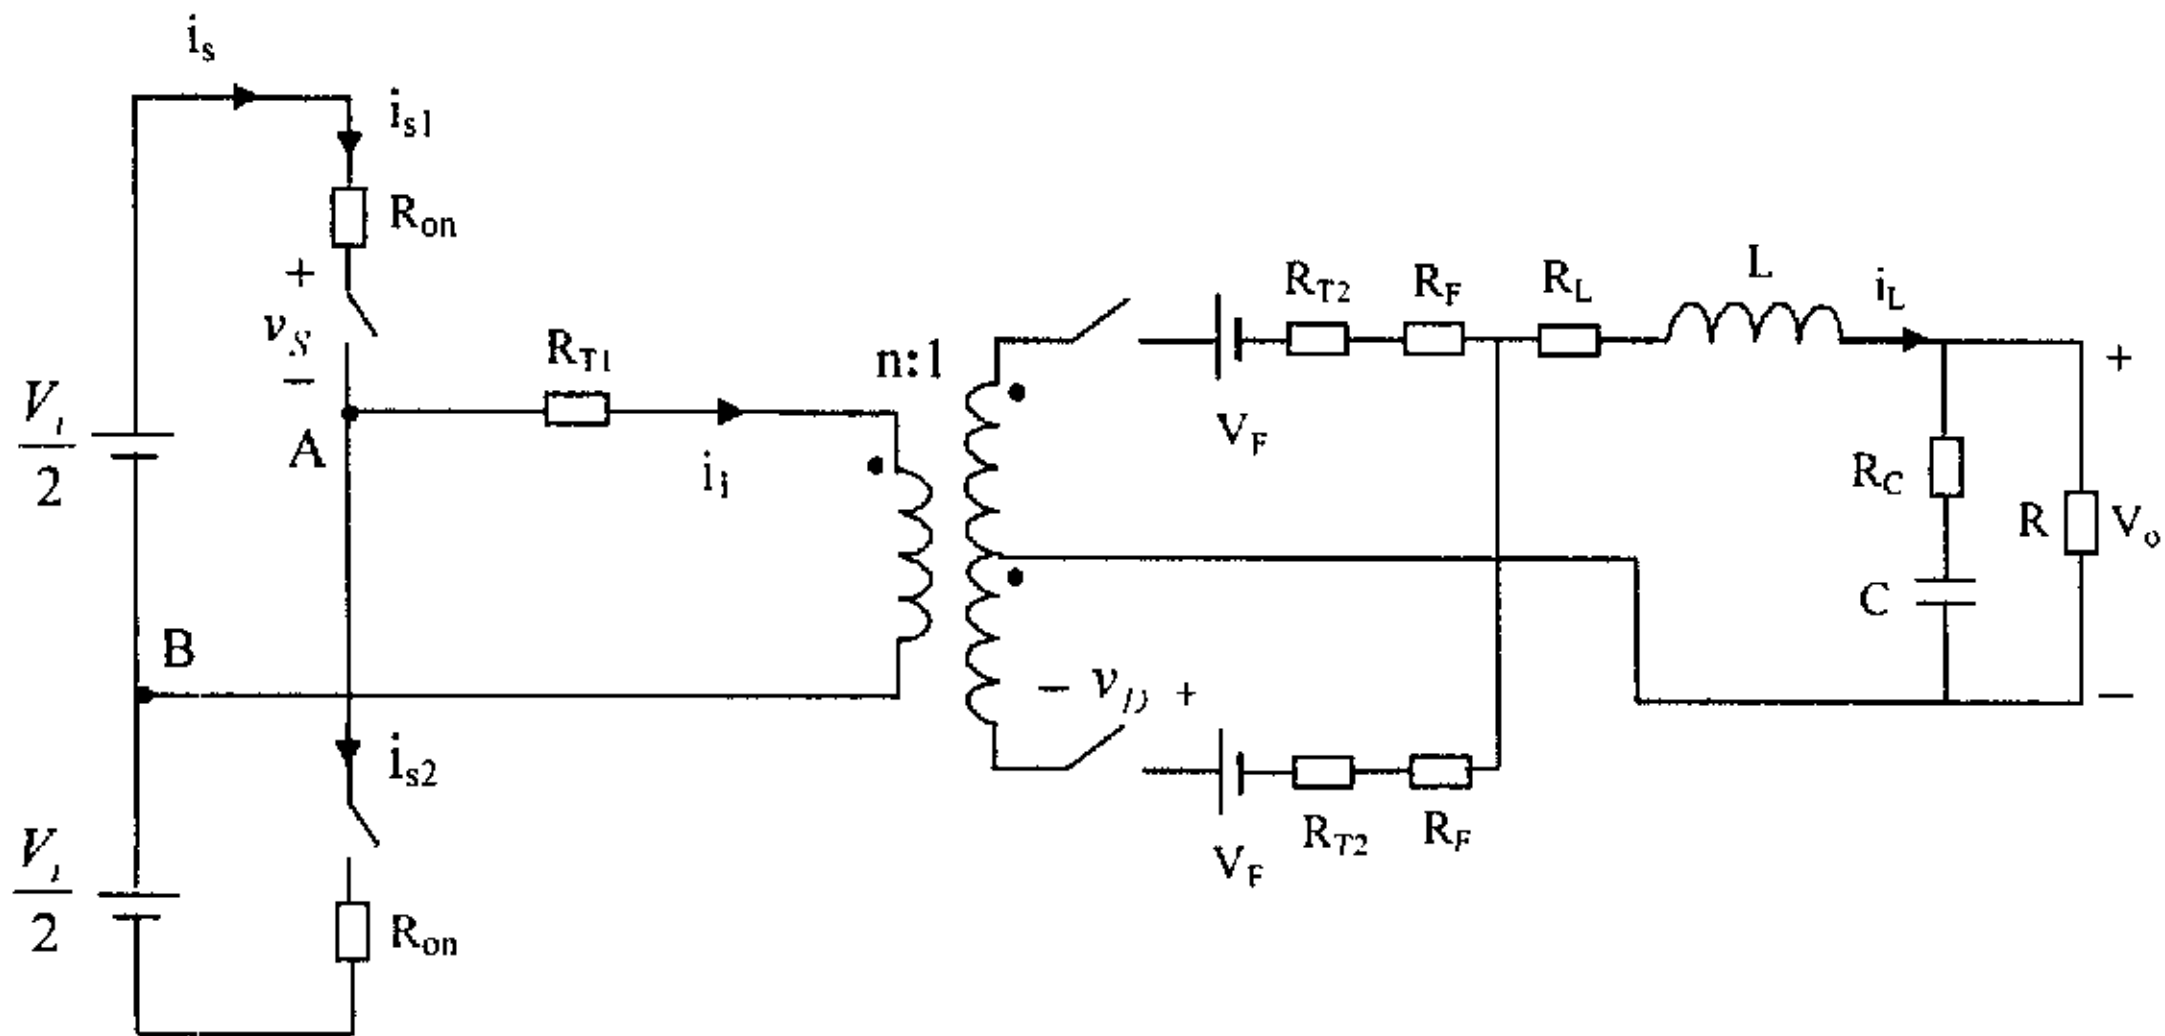 i_s
i_s1
R_on
+
v_S
−
V_i
2
A
R_T1
i_1
n:1
V_F
R_T2
R_F
R_L
L
i_L
+
R_C
R
V_o
C
B
− v_D +
−
i_s2
V_i
2
R_on
V_F
R_T2
R_F